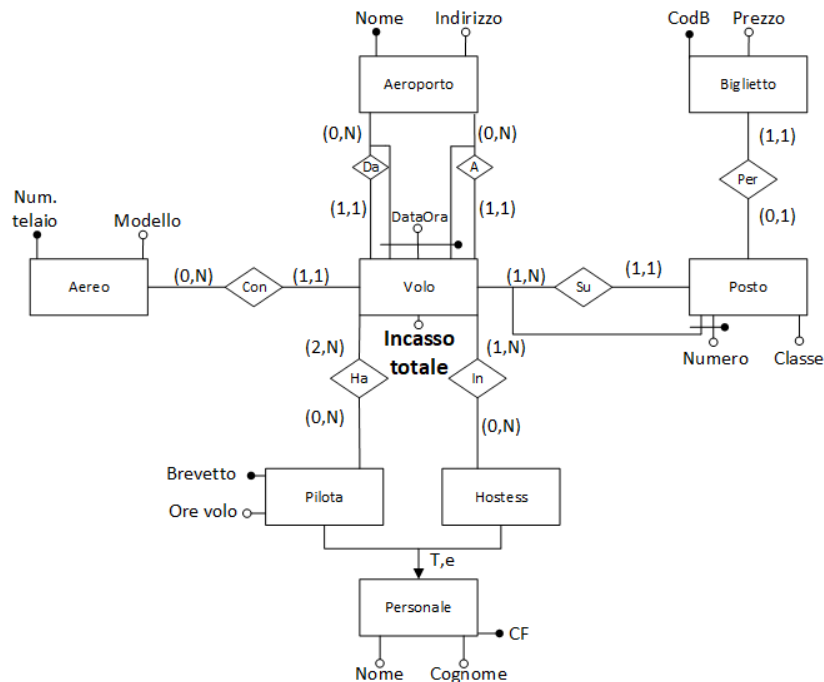 Nome Indirizzo CodB Prezzo
Aeroporto Biglietto
(0,N) (0,N) (1,1)
Da A Per
Num.
telaio Modello (1,1) DataOra (1,1) (0,1)
Aereo (0,N) Con (1,1) Volo (1,N) Su (1,1) Posto
Incasso
totale
(2,N) (1,N) Numero Classe
Ha In
(0,N) (0,N)
Brevetto
Ore volo Pilota Hostess
T,e
Personale
CF
Nome Cognome